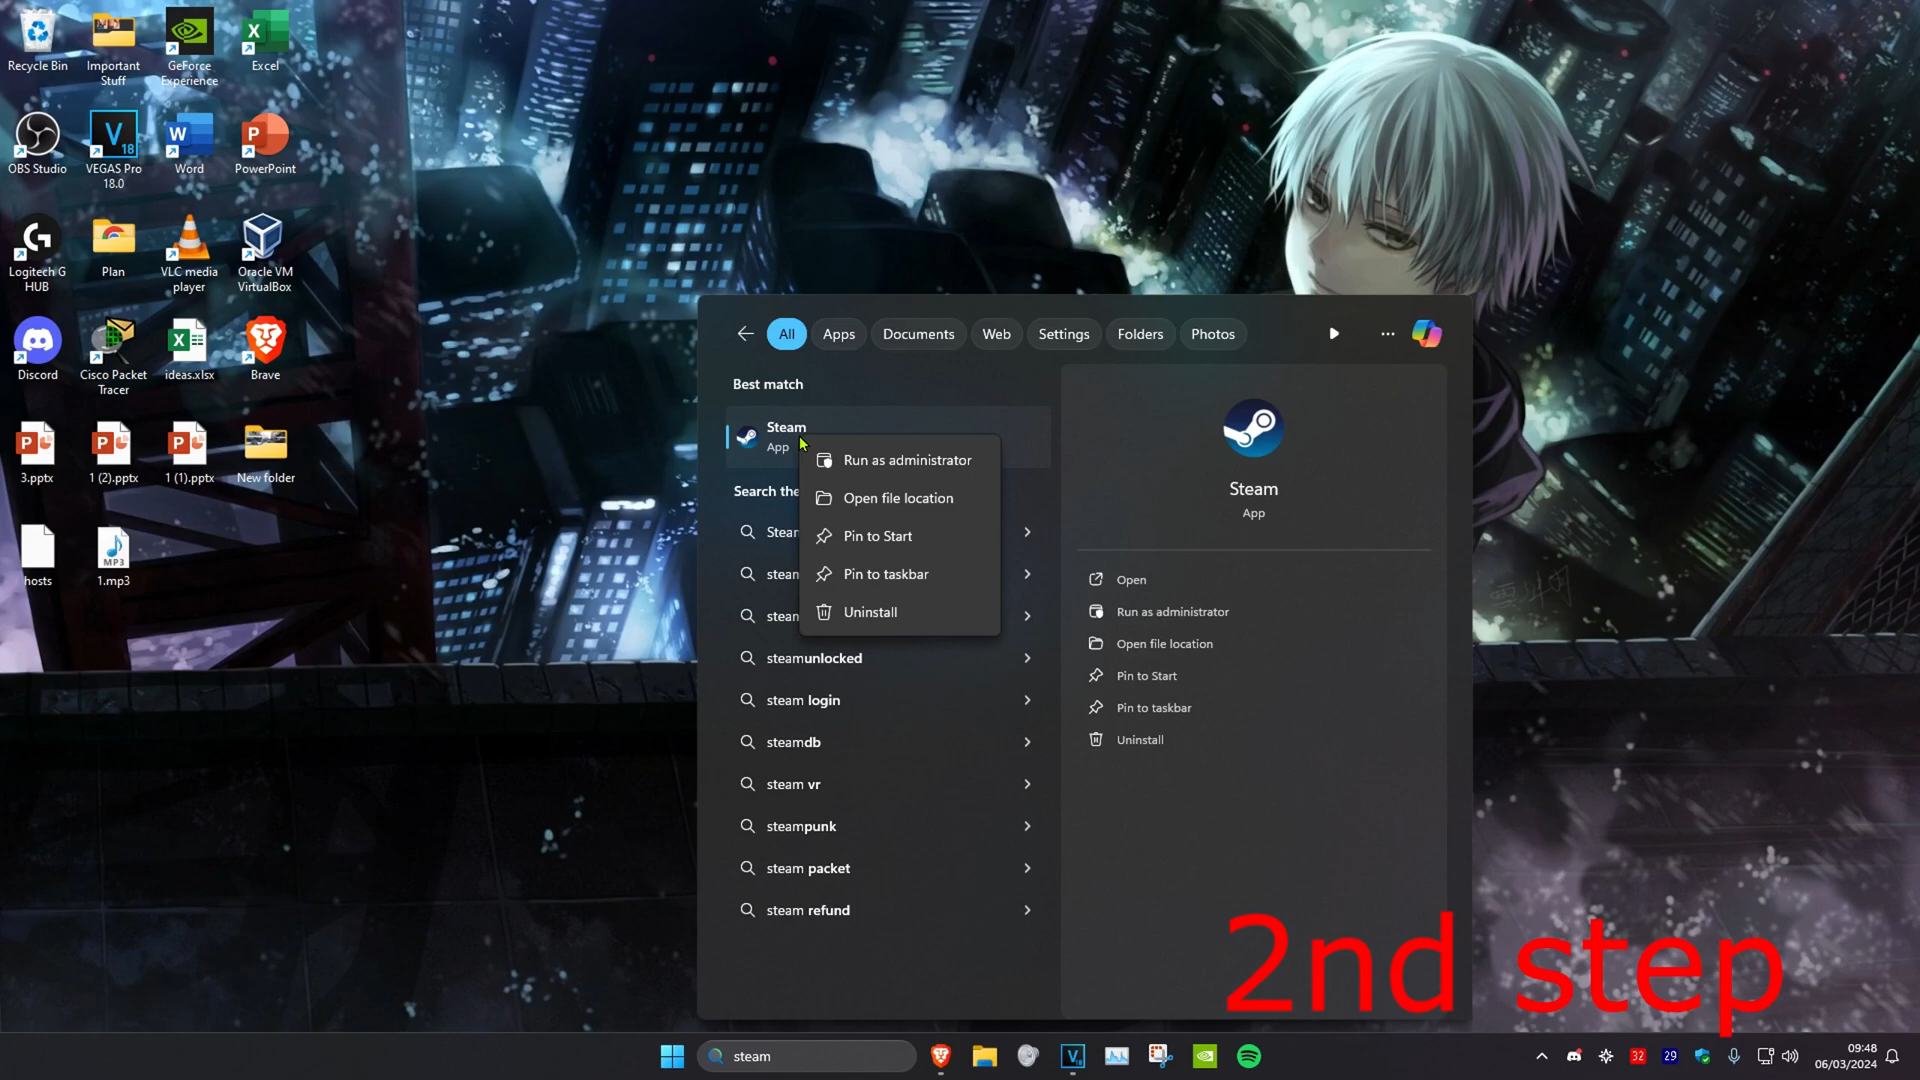 Recycle Bin
Important
Stuff
GeForce
Experience
Excel
OBS Studio
VEGAS Pro
18.0
Word
PowerPoint
Logitech G
HUB
Plan
VLC media
player
Oracle VM
VirtualBox
Discord
Cisco Packet
Tracer
ideas.xlsx
Brave
3.pptx
1 (2).pptx
1 (1).pptx
New folder
hosts
MP3
1.mp3
All Apps Documents Web Settings Folders Photos
Best match
Steam
App
Search the
steam
steam
steamunlocked
steam login
steamdb
steam vr
steampunk
steam packet
steam refund
Run as administrator
Open file location
Pin to Start
Pin to taskbar
Uninstall
Steam
App
Open
Run as administrator
Open file location
Pin to Start
Pin to taskbar
Uninstall
2nd step
steam
32
29
09:48
06/03/2024